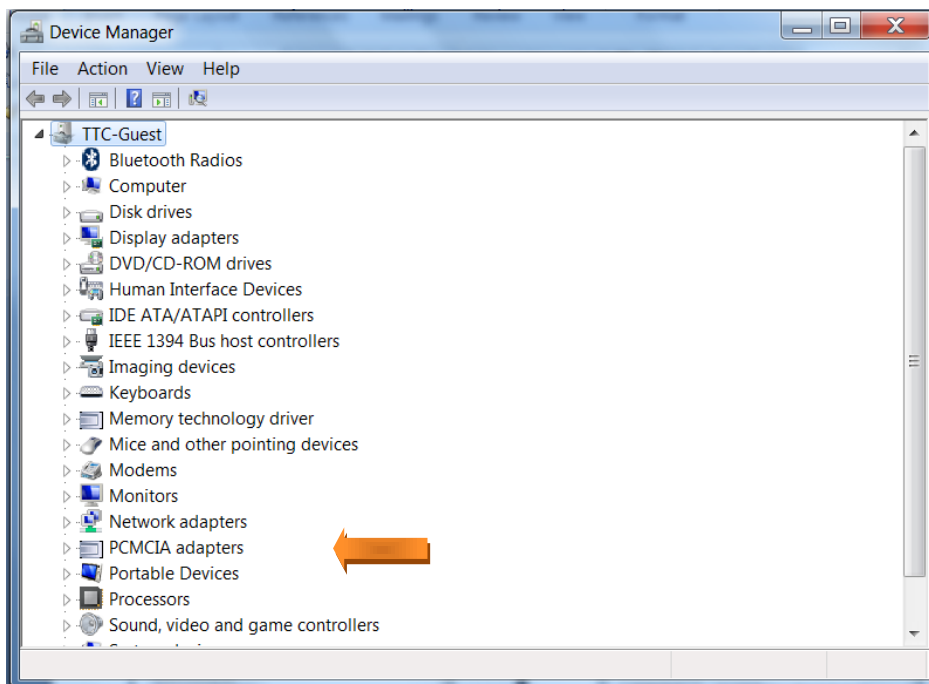 Device Manager
File Action View Help
TTC-Guest
Bluetooth Radios
Computer
Disk drives
Display adapters
DVD/CD-ROM drives
Human Interface Devices
IDE ATA/ATAPI controllers
IEEE 1394 Bus host controllers
Imaging devices
Keyboards
Memory technology driver
Mice and other pointing devices
Modems
Monitors
Network adapters
PCMCIA adapters
Portable Devices
Processors
Sound, video and game controllers